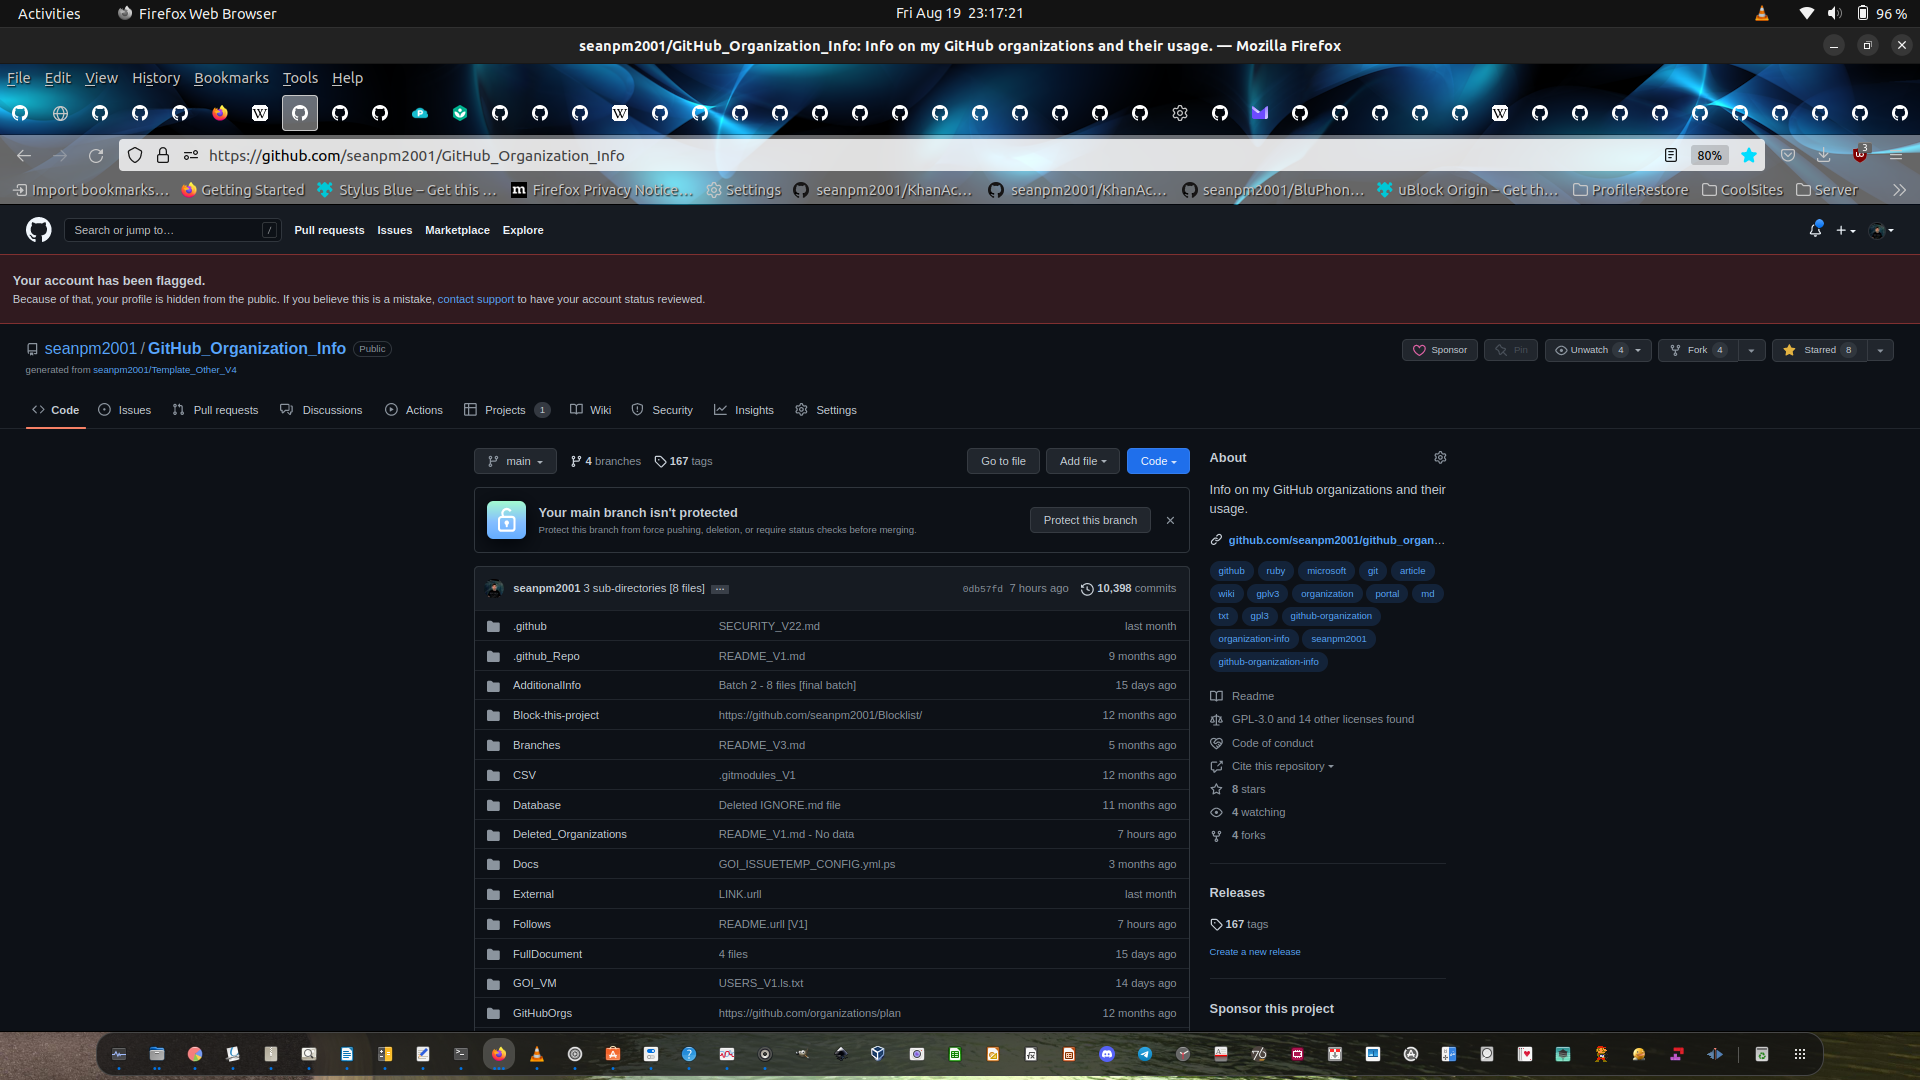 Activities
Firefox Web Browser
Fri Aug 19 23:17:21
96 %
seanpm2001/GitHub_Organization_Info: Info on my GitHub organizations and their usage. — Mozilla Firefox
File Edit View History Bookmarks Tools Help
https://github.com/seanpm2001/GitHub_Organization_Info
80%
3
Import bookmarks… Getting Started Stylus Blue – Get this … Firefox Privacy Notice… Settings seanpm2001/KhanAc… seanpm2001/KhanAc… seanpm2001/BluPhon… uBlock Origin – Get th… ProfileRestore CoolSites Server
Search or jump to… /
Pull requests Issues Marketplace Explore
Your account has been flagged.
Because of that, your profile is hidden from the public. If you believe this is a mistake, contact support to have your account status reviewed.
seanpm2001 / GitHub_Organization_Info Public
Sponsor Pin Unwatch 4 Fork 4 Starred 8
generated from seanpm2001/Template_Other_V4
Code Issues Pull requests Discussions Actions Projects 1 Wiki Security Insights Settings
main 4 branches 167 tags Go to file Add file Code
Your main branch isn't protected
Protect this branch from force pushing, deletion, or require status checks before merging.
Protect this branch
seanpm2001 3 sub-directories [8 files] … 0db57fd 7 hours ago 10,398 commits
.github SECURITY_V22.md last month
.github_Repo README_V1.md 9 months ago
AdditionalInfo Batch 2 - 8 files [final batch] 15 days ago
Block-this-project https://github.com/seanpm2001/Blocklist/ 12 months ago
Branches README_V3.md 5 months ago
CSV .gitmodules_V1 12 months ago
Database Deleted IGNORE.md file 11 months ago
Deleted_Organizations README_V1.md - No data 7 hours ago
Docs GOI_ISSUETEMP_CONFIG.yml.ps 3 months ago
External LINK.urll last month
Follows README.urll [V1] 7 hours ago
FullDocument 4 files 15 days ago
GOI_VM USERS_V1.ls.txt 14 days ago
GitHubOrgs https://github.com/organizations/plan 12 months ago
About
Info on my GitHub organizations and their
usage.
github.com/seanpm2001/github_organ…
github ruby microsoft git article
wiki gplv3 organization portal md
txt gpl3 github-organization
organization-info seanpm2001
github-organization-info
Readme
GPL-3.0 and 14 other licenses found
Code of conduct
Cite this repository
8 stars
4 watching
4 forks
Releases
167 tags
Create a new release
Sponsor this project